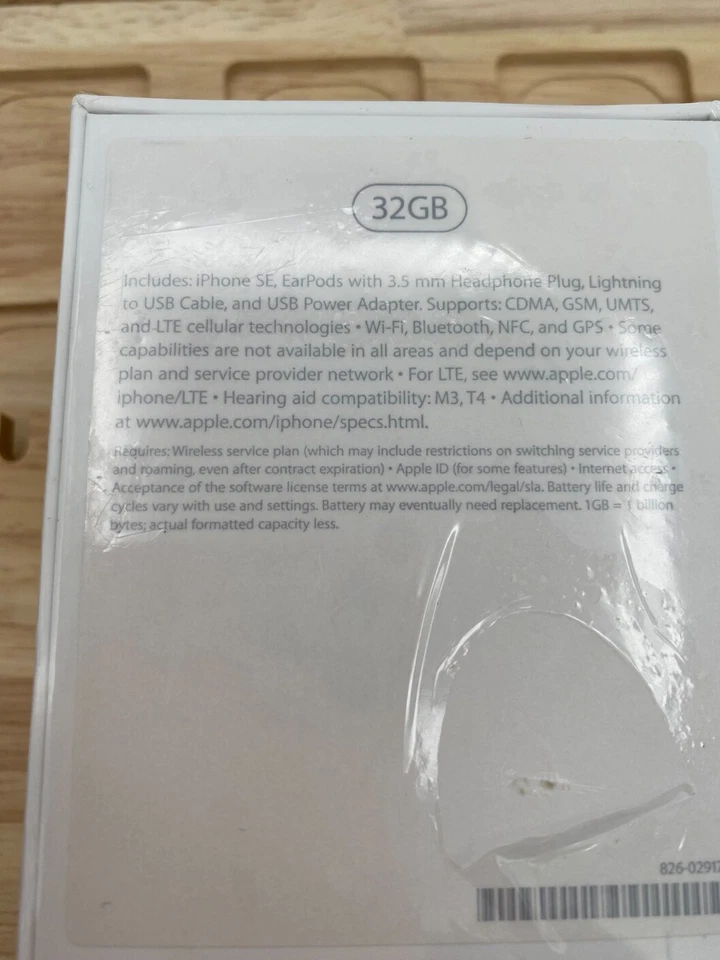 32GB
Includes: iPhone SE, EarPods with 3.5 mm Headphone Plug, Lightning
to USB Cable, and USB Power Adapter. Supports: CDMA, GSM, UMTS,
and LTE cellular technologies • Wi-Fi, Bluetooth, NFC, and GPS • Some
capabilities are not available in all areas and depend on your wireless
plan and service provider network • For LTE, see www.apple.com/
iphone/LTE • Hearing aid compatibility: M3, T4 • Additional information
at www.apple.com/iphone/specs.html.
Requires: Wireless service plan (which may include restrictions on switching service providers
and roaming, even after contract expiration) • Apple ID (for some features) • Internet access •
Acceptance of the software license terms at www.apple.com/legal/sla. Battery life and charge
cycles vary with use and settings. Battery may eventually need replacement. 1GB = 1 billion
bytes; actual formatted capacity less.
826-02917